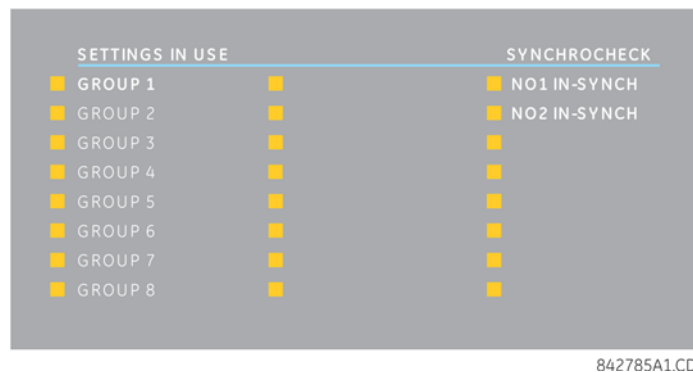 SETTINGS IN USE
SYNCHROCHECK
GROUP 1
NO1 IN-SYNCH
GROUP 2
NO2 IN-SYNCH
GROUP 3
GROUP 4
GROUP 5
GROUP 6
GROUP 7
GROUP 8
842785A1.CD